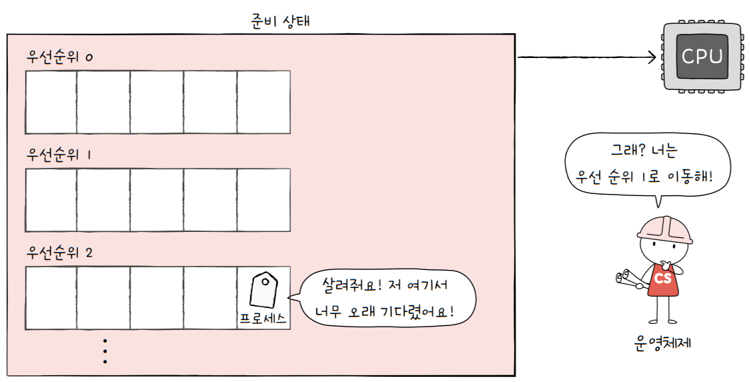 준비 상태
우선순위 0
CPU
우선순위 1
그래? 너는
우선 순위 1로 이동해!
우선순위 2
살려줘요! 저 여기서
너무 오래 기다렸어요!
프로세스
CS
운영체제